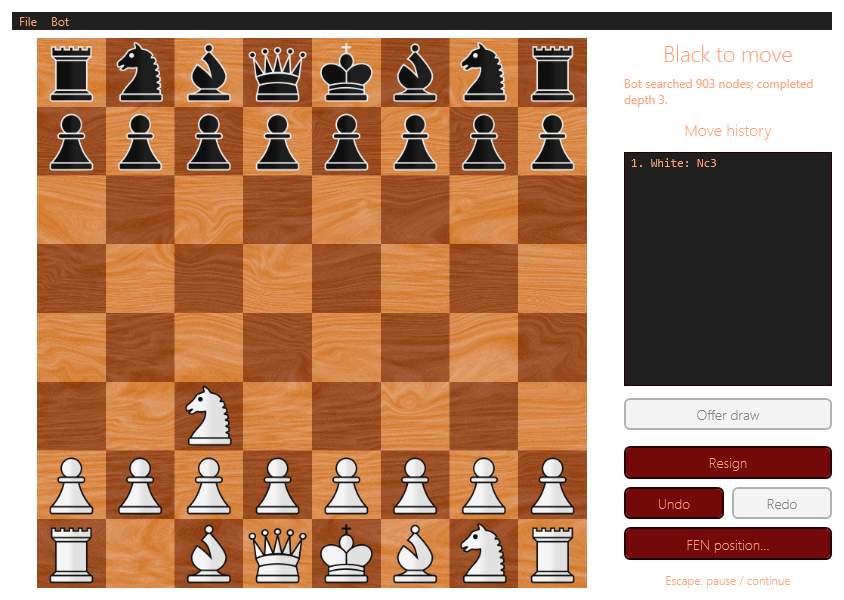 File Bot
Black to move
Bot searched 903 nodes; completed
depth 3.
Move history
1. White: Nc3
Offer draw
Resign
Undo Redo
FEN position...
Escape: pause / continue